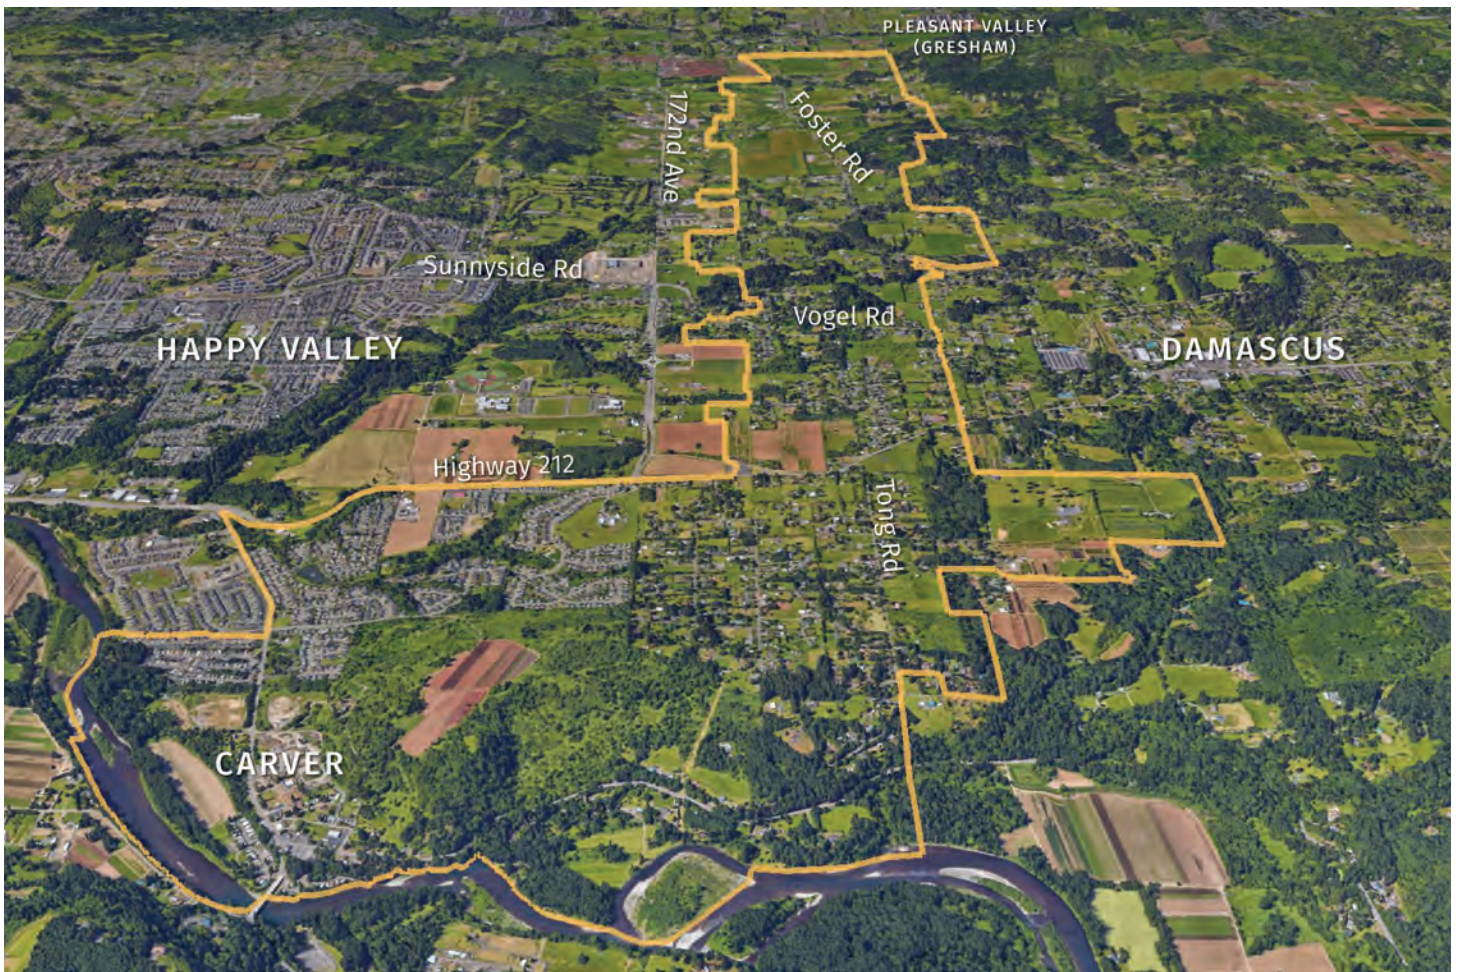 PLEASANT VALLEY
(GRESHAM)
172nd Ave
Foster Rd
Sunnyside Rd
Vogel Rd
HAPPY VALLEY
DAMASCUS
Highway 212
Tong Rd
CARVER